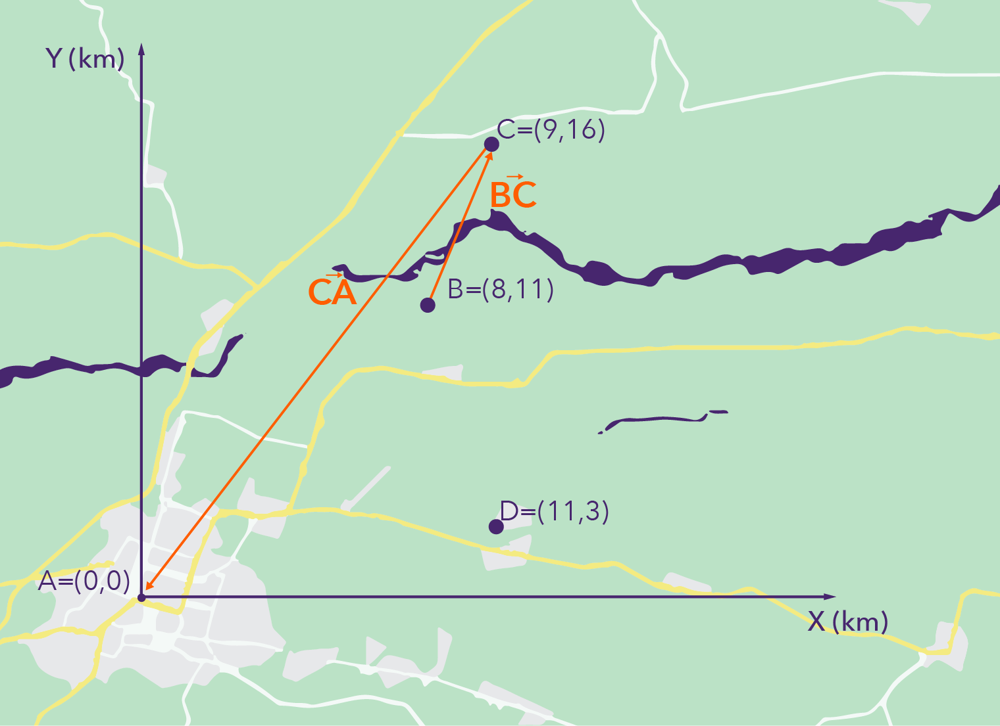 Y (km)
C=(9,16)
BC
CA
B=(8,11)
D=(11,3)
A=(0,0)
X (km)